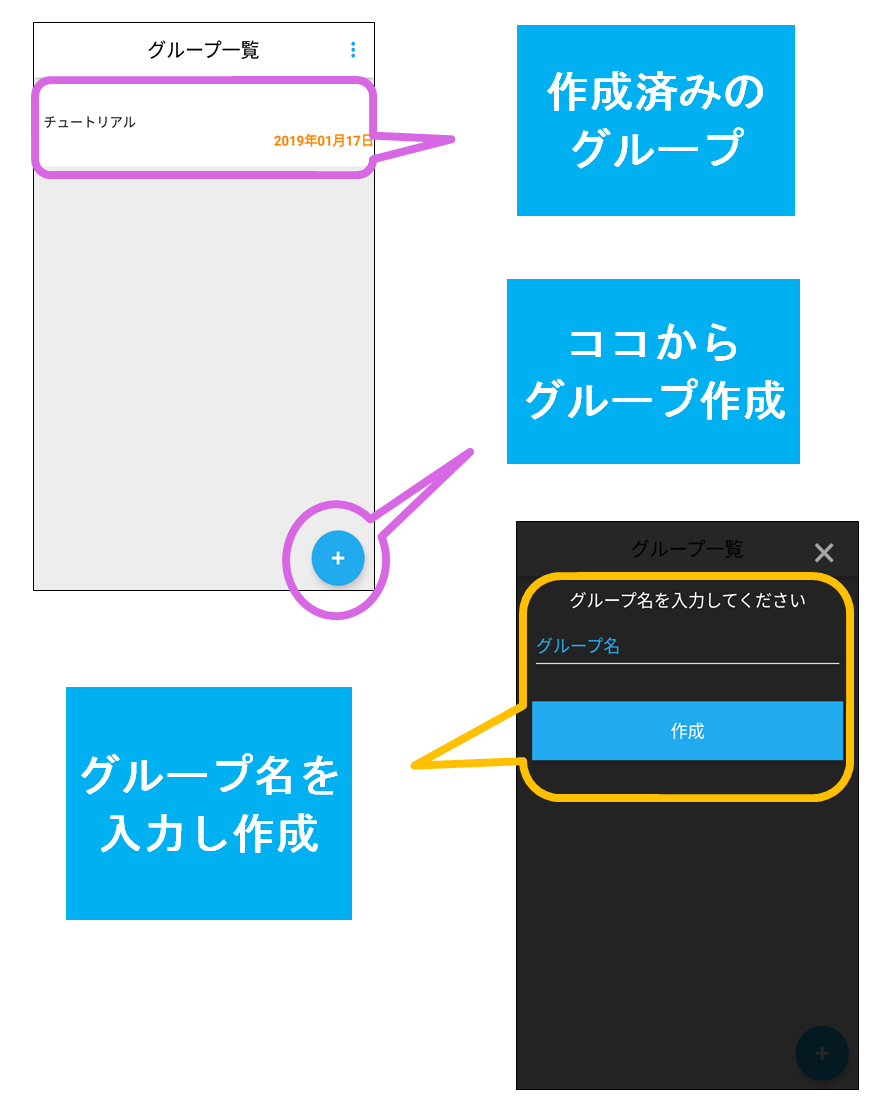 グループ一覧
チュートリアル
2019年01月17日
作成済みの
グループ
ココから
グループ作成
グループ一覧
グループ名を入力してください
グループ名
作成
グループ名を
入力し作成